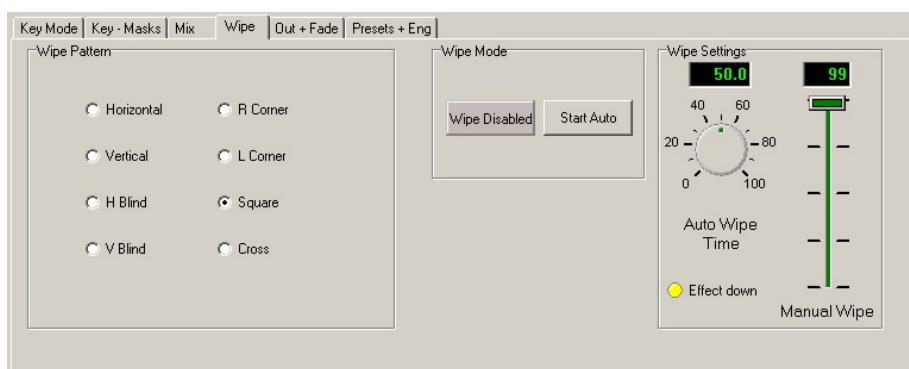 Key Mode Key - Masks Mix Wipe Out + Fade Presets + Eng
Wipe Pattern
Horizontal
R Corner
Vertical
L Corner
H Blind
Square
V Blind
Cross
Wipe Mode
Wipe Disabled
Start Auto
Wipe Settings
50.0
99
40 60
20 80
0 100
Auto Wipe
Time
Effect down
Manual Wipe